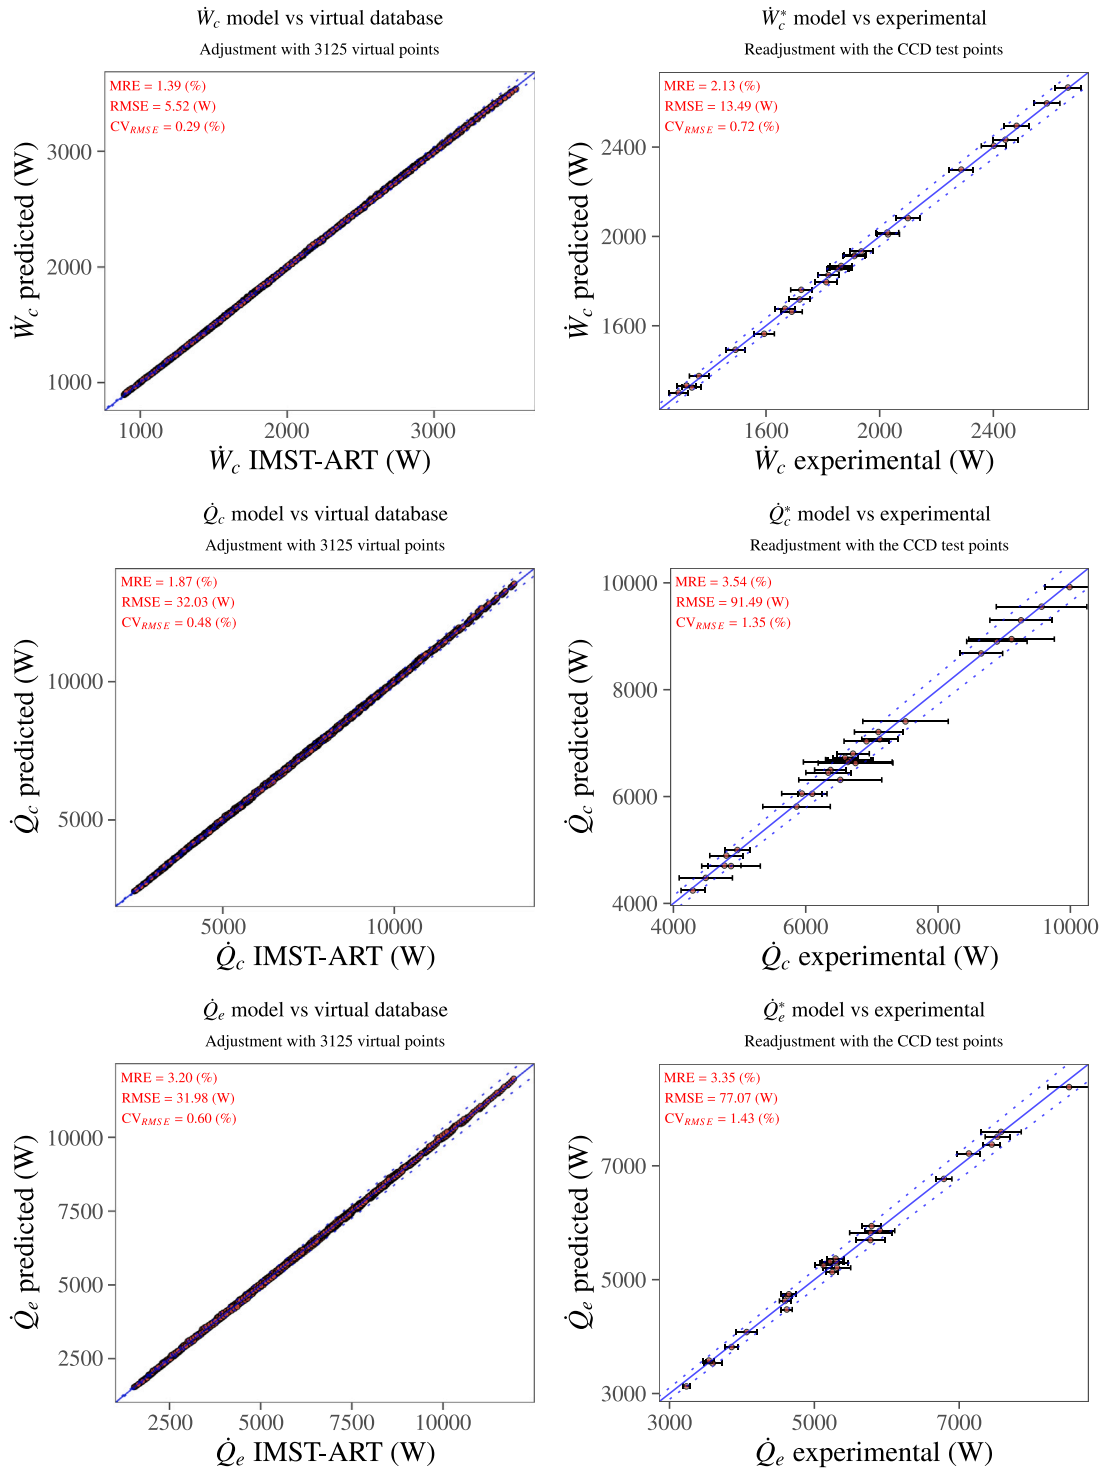 Ẇc model vs virtual database
Adjustment with 3125 virtual points
MRE = 1.39 (%)
RMSE = 5.52 (W)
CVRMSE = 0.29 (%)
Ẇc predicted (W)
3000
2000
1000
1000 2000 3000
Ẇc IMST-ART (W)
Ẇc* model vs experimental
Readjustment with the CCD test points
MRE = 2.13 (%)
RMSE = 13.49 (W)
CVRMSE = 0.72 (%)
Ẇc predicted (W)
2400
2000
1600
1600 2000 2400
Ẇc experimental (W)
Q̇c model vs virtual database
Adjustment with 3125 virtual points
MRE = 1.87 (%)
RMSE = 32.03 (W)
CVRMSE = 0.48 (%)
Q̇c predicted (W)
10000
5000
5000 10000
Q̇c IMST-ART (W)
Q̇c* model vs experimental
Readjustment with the CCD test points
MRE = 3.54 (%)
RMSE = 91.49 (W)
CVRMSE = 1.35 (%)
Q̇c predicted (W)
10000
8000
6000
4000
4000 6000 8000 10000
Q̇c experimental (W)
Q̇e model vs virtual database
Adjustment with 3125 virtual points
MRE = 3.20 (%)
RMSE = 31.98 (W)
CVRMSE = 0.60 (%)
Q̇e predicted (W)
10000
7500
5000
2500
2500 5000 7500 10000
Q̇e IMST-ART (W)
Q̇e* model vs experimental
Readjustment with the CCD test points
MRE = 3.35 (%)
RMSE = 77.07 (W)
CVRMSE = 1.43 (%)
Q̇e predicted (W)
7000
5000
3000
3000 5000 7000
Q̇e experimental (W)